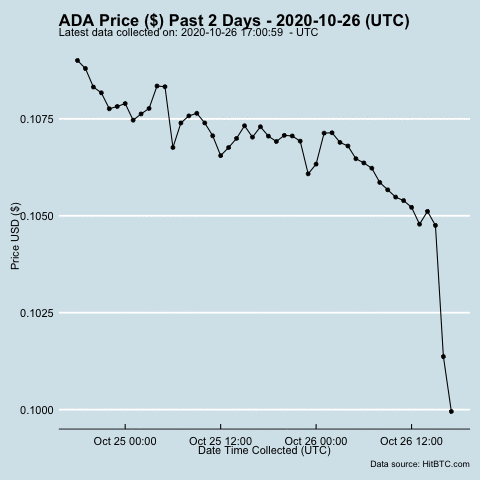 ADA Price ($) Past 2 Days - 2020-10-26 (UTC)
Latest data collected on: 2020-10-26 17:00:59 - UTC
0.1075
0.1050
0.1025
0.1000
Price USD ($)
Oct 25 00:00 Oct 25 12:00 Oct 26 00:00 Oct 26 12:00
Date Time Collected (UTC)
Data source: HitBTC.com